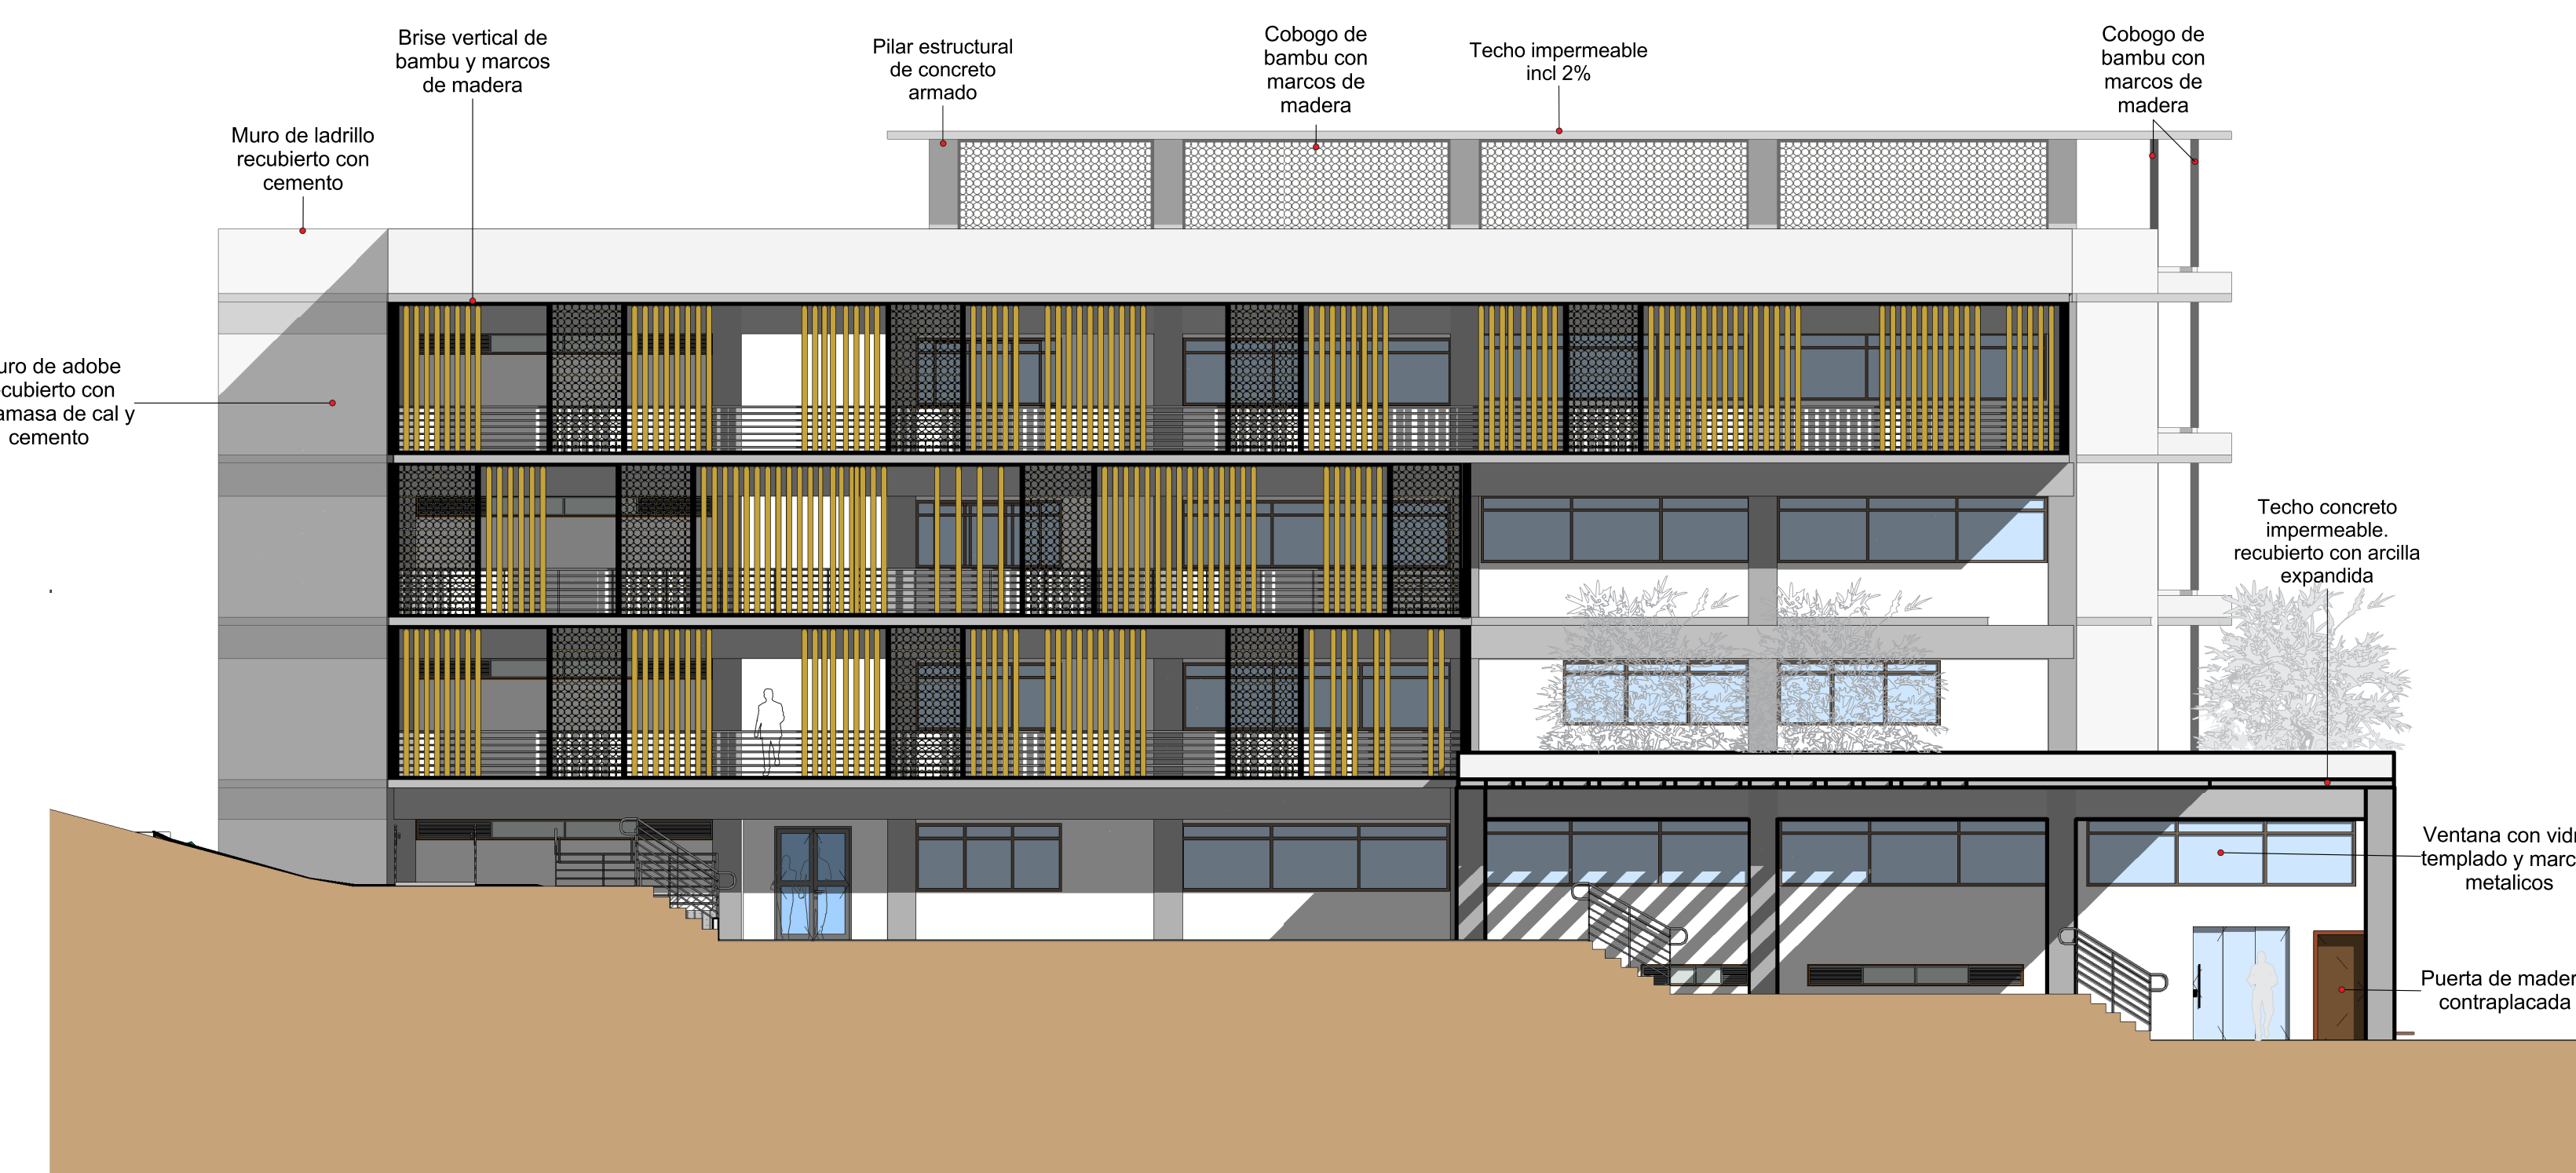 Brise vertical de
bambu y marcos
de madera
Pilar estructural
de concreto
armado
Cobogo de
bambu con
marcos de
madera
Techo impermeable
incl 2%
Cobogo de
bambu con
marcos de
madera
Muro de ladrillo
recubierto con
cemento
uro de adobe
cubierto con
amasa de cal y
cemento
Techo concreto
impermeable.
recubierto con arcilla
expandida
Ventana con vid
templado y marc
metalicos
Puerta de mader
contraplacada